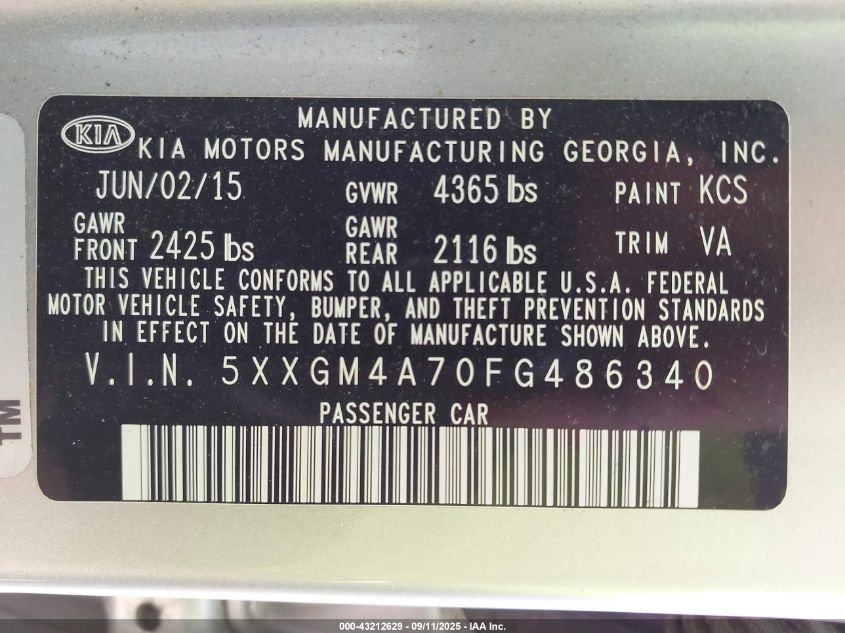 MANUFACTURED BY
KIA KIA MOTORS MANUFACTURING GEORGIA, INC.
JUN/02/15 GVWR 4365 lbs PAINT KCS
GAWR FRONT 2425 lbs GAWR REAR 2116 lbs TRIM VA
THIS VEHICLE CONFORMS TO ALL APPLICABLE U.S.A. FEDERAL
MOTOR VEHICLE SAFETY, BUMPER, AND THEFT PREVENTION STANDARDS
IN EFFECT ON THE DATE OF MANUFACTURE SHOWN ABOVE.
V.I.N. 5XXGM4A70FG486340
PASSENGER CAR
TM
000-43212629 - 09/11/2025 - IAA Inc.